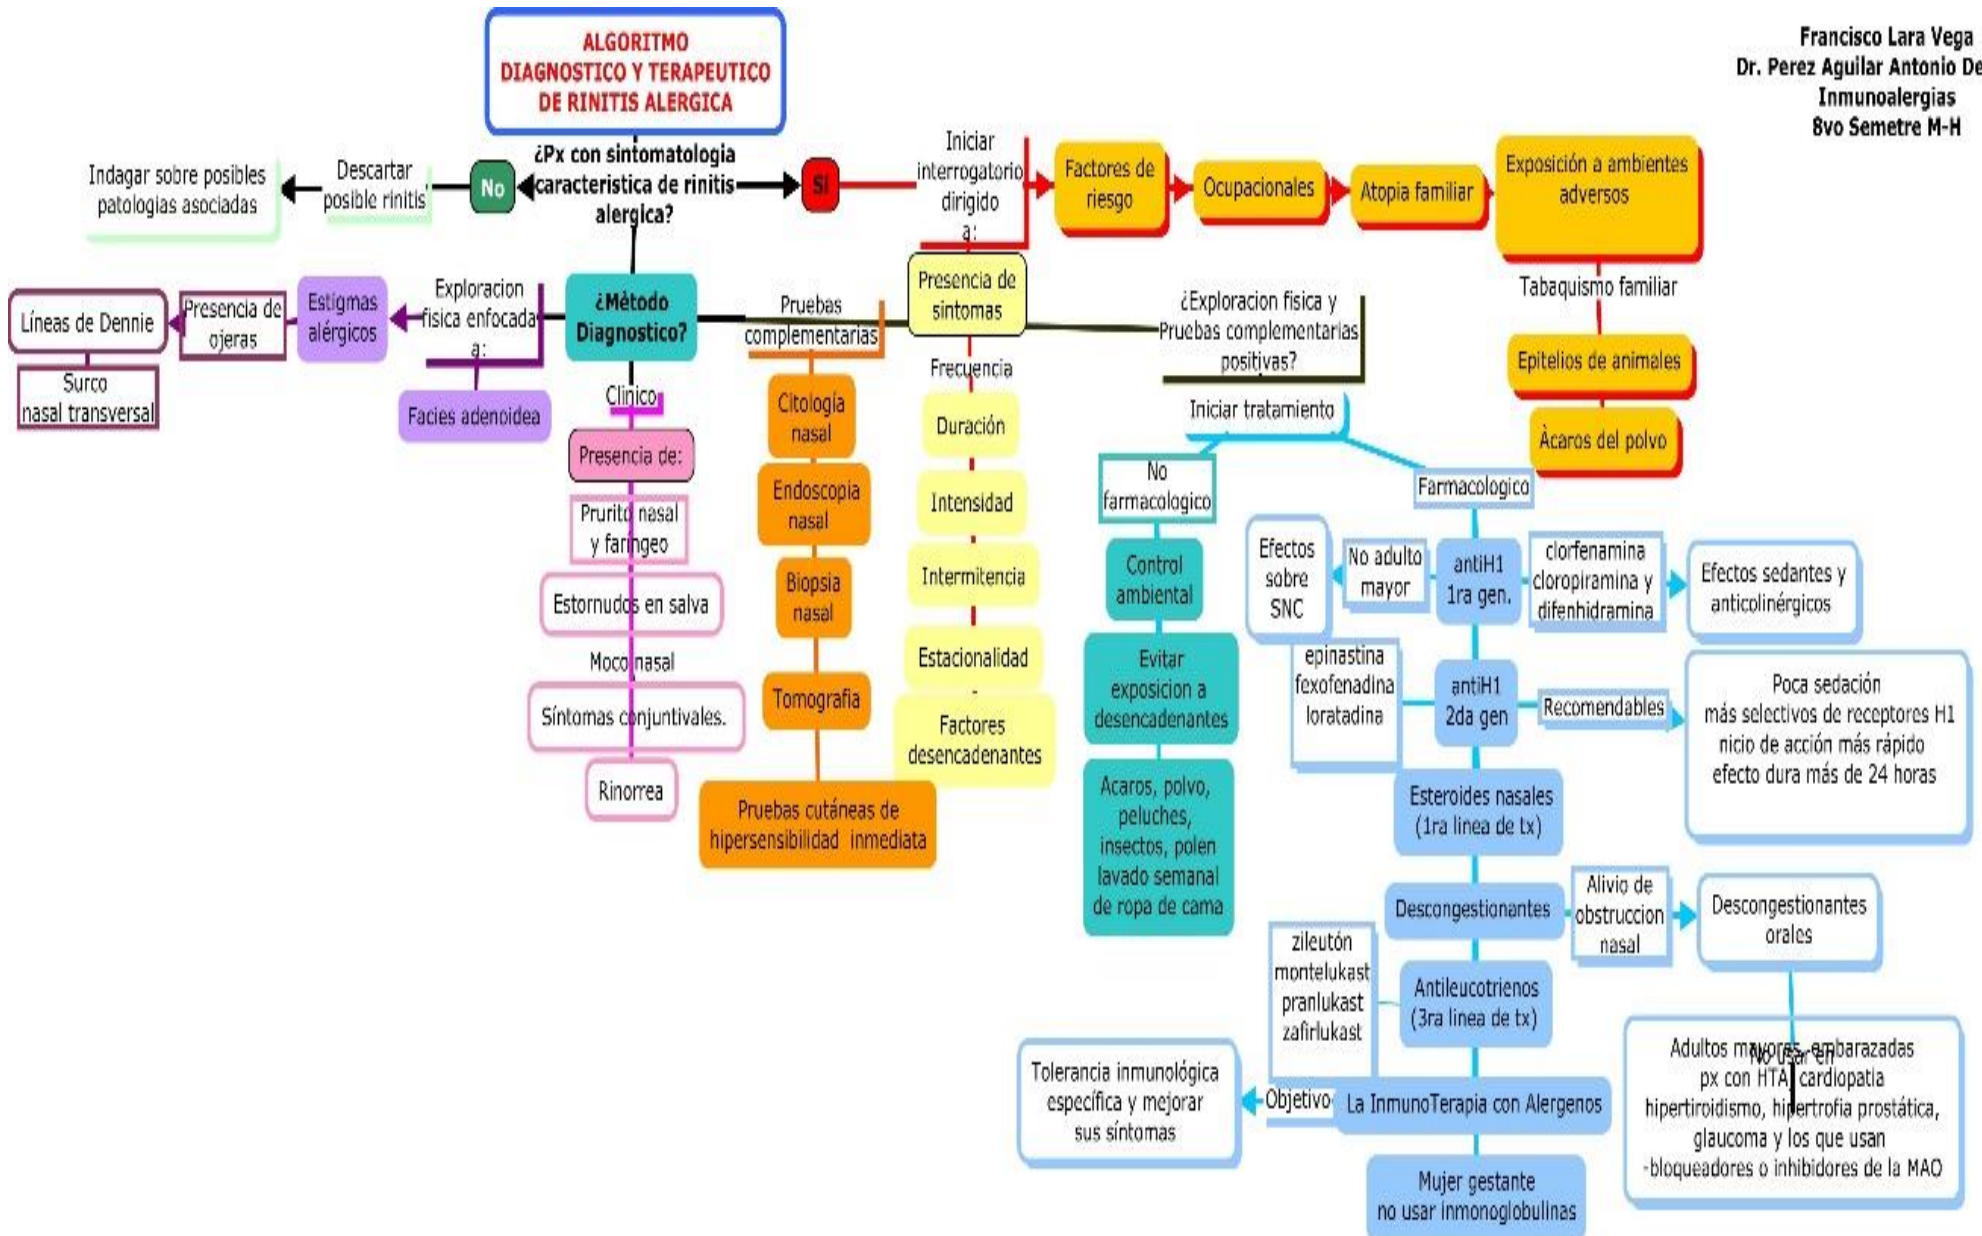 ALGORITMO
DIAGNOSTICO Y TERAPEUTICO
DE RINITIS ALERGICA
Francisco Lara Vega
Dr. Perez Aguilar Antonio De
Inmunoalergias
8vo Semetre M-H
¿Px con sintomatologia
caracteristica de rinitis
alergica?
No
Descartar
posible rinitis
Indagar sobre posibles
patologias asociadas
SI
Iniciar
interrogatorio
dirigido
a:
Factores de
riesgo
Ocupacionales
Atopia familiar
Exposición a ambientes
adversos
Tabaquismo familiar
Epitelios de animales
Àcaros del polvo
Presencia de
sintomas
Frecuencia
Duración
Intensidad
Intermitencia
Estacionalidad
Factores
desencadenantes
¿Mètodo
Diagnostico?
Exploracion
fisica enfocada
a:
Estigmas
alérgicos
Presencia de
ojeras
Líneas de Dennie
Surco
nasal transversal
Facies adenoidea
Clinico
Presencia de:
Prurito nasal
y faringeo
Estornudos en salva
Moco nasal
Síntomas conjuntivales.
Rinorrea
Pruebas
complementarias
Citología
nasal
Endoscopia
nasal
Biopsia
nasal
Tomografia
Pruebas cutáneas de
hipersensibilidad inmediata
¿Exploracion fisica y
Pruebas complementarias
positivas?
Iniciar tratamiento
No
farmacologico
Control
ambiental
Evitar
exposicion a
desencadenantes
Acaros, polvo,
peluches,
insectos, polen
lavado semanal
de ropa de cama
Farmacologico
antiH1
1ra gen.
No adulto
mayor
Efectos
sobre
SNC
clorfenamina
cloropiramina y
difenhidramina
Efectos sedantes y
anticolinérgicos
antiH1
2da gen
epinastina
fexofenadina
loratadina
Recomendables
Poca sedación
más selectivos de receptores H1
nicio de acción más rápido
efecto dura más de 24 horas
Esteroides nasales
(1ra linea de tx)
Descongestionantes
Alivio de
obstruccion
nasal
Descongestionantes
orales
No usar en
Adultos mayores, embarazadas
px con HTA, cardiopatia
hipertiroidismo, hipertrofia prostática,
glaucoma y los que usan
-bloqueadores o inhibidores de la MAO
Antileucotrienos
(3ra linea de tx)
zileutón
montelukast
pranlukast
zafirlukast
La InmunoTerapia con Alergenos
Objetivo
Tolerancia inmunológica
específica y mejorar
sus síntomas
Mujer gestante
no usar inmonoglobulinas